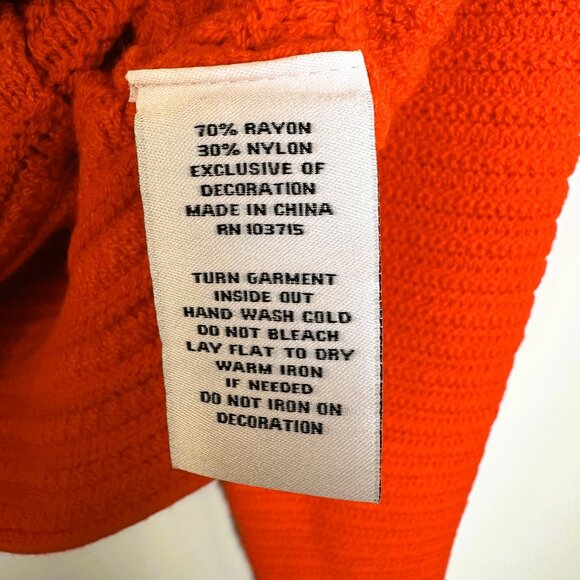 70% RAYON
30% NYLON
EXCLUSIVE OF
DECORATION
MADE IN CHINA
RN 103715
TURN GARMENT
INSIDE OUT
HAND WASH COLD
DO NOT BLEACH
LAY FLAT TO DRY
WARM IRON
IF NEEDED
DO NOT IRON ON
DECORATION